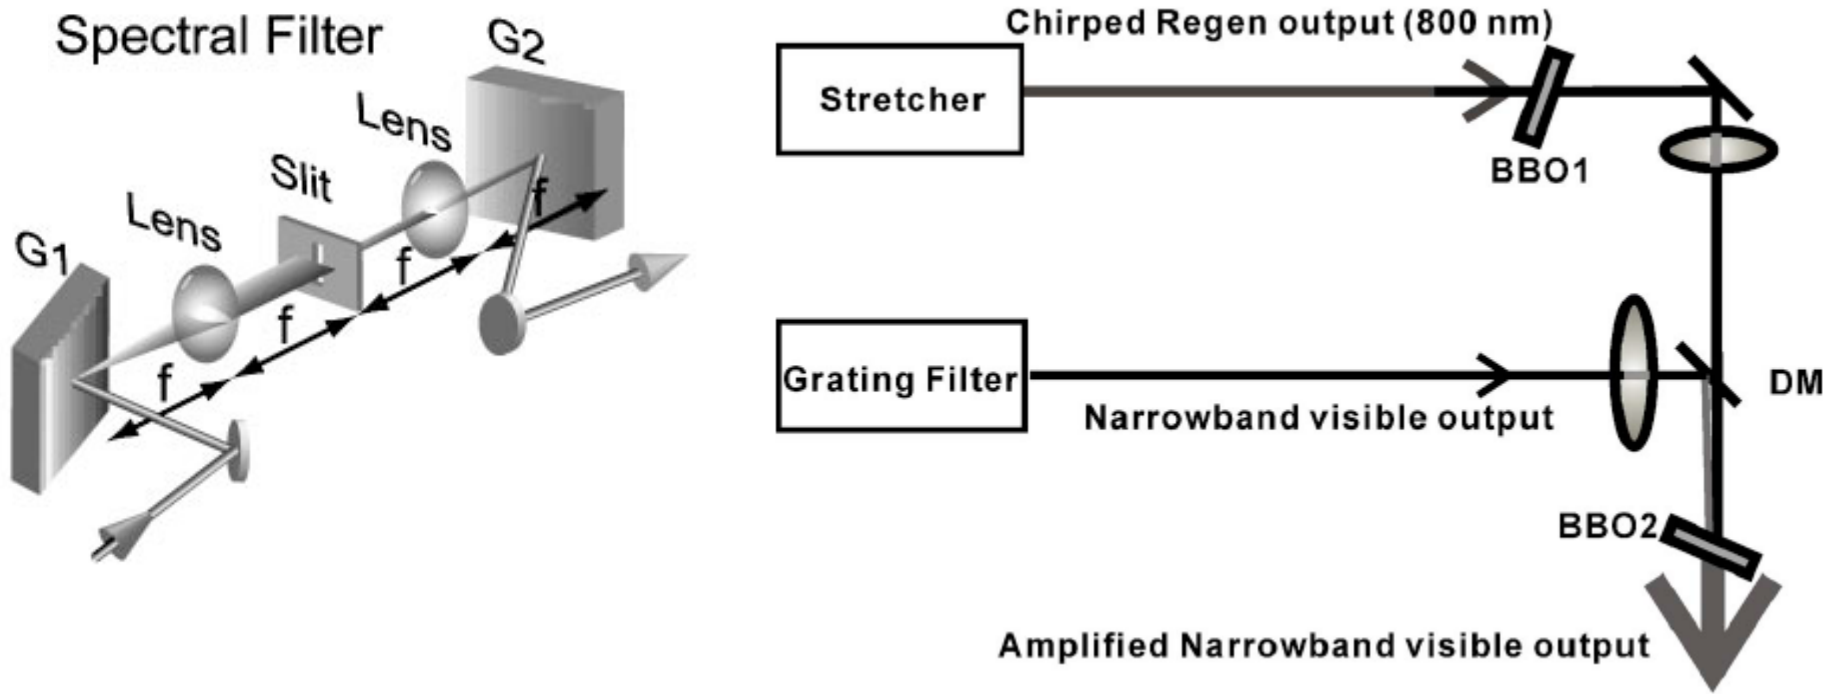 Spectral Filter
G2
Lens
Slit
Lens
G1
f
f
f
f
Chirped Regen output (800 nm)
Stretcher
BBO1
Grating Filter
Narrowband visible output
DM
BBO2
Amplified Narrowband visible output